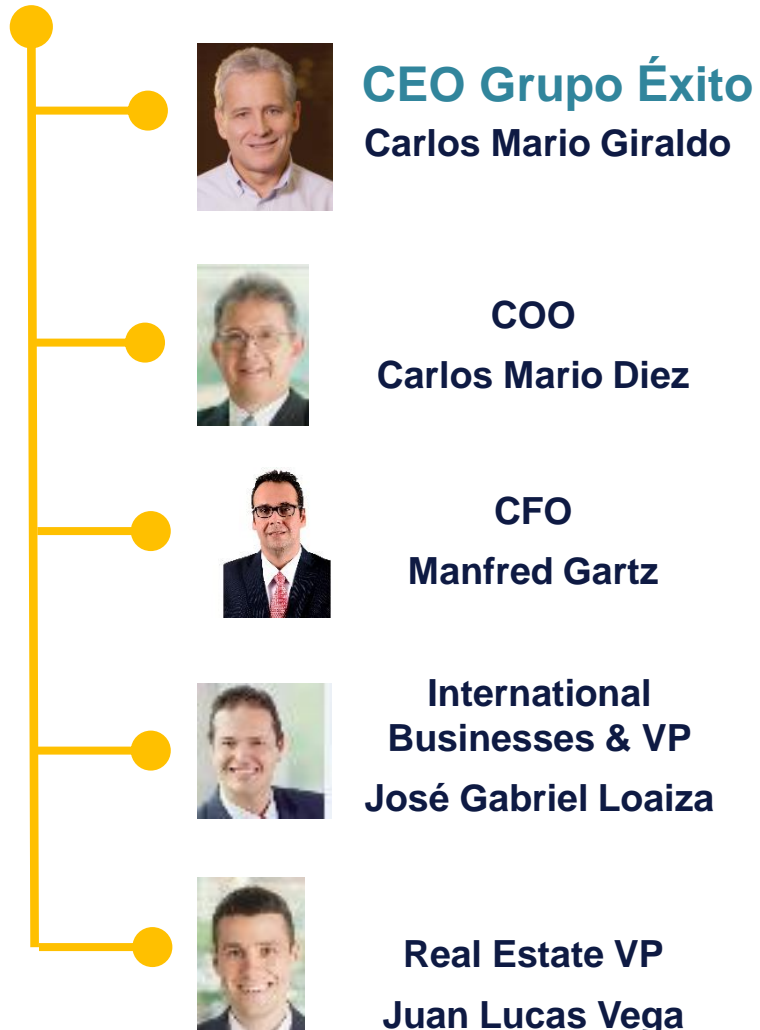 CEO Grupo Éxito
Carlos Mario Giraldo
COO
Carlos Mario Diez
CFO
Manfred Gartz
International
Businesses & VP
José Gabriel Loaiza
Real Estate VP
Juan Lucas Vega